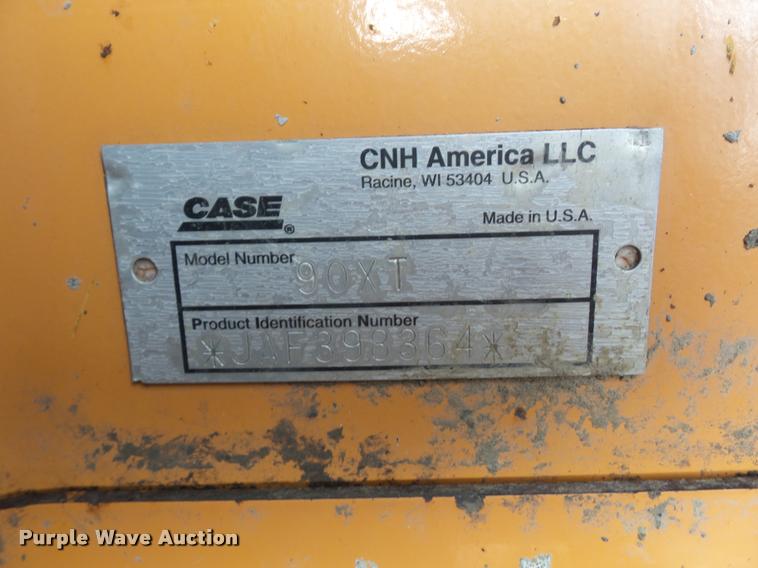 CNH America LLC
Racine, WI 53404 U.S.A.
CASE®
Made in U.S.A.
Model Number 90XT
Product Identification Number
*JAF398364*
Purple Wave Auction